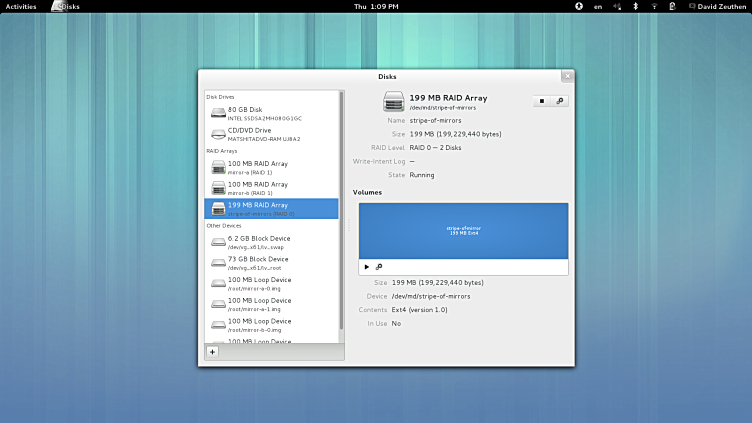 Activities
Disks
Thu 1:09 PM
en
David Zeuthen
Disks
Disk Drives
80 GB Disk
INTEL SSDSA2MH080G1GC
CD/DVD Drive
MATSHITADVD-RAM UJ8A2
RAID Arrays
100 MB RAID Array
mirror-a (RAID 1)
100 MB RAID Array
mirror-b (RAID 1)
199 MB RAID Array
stripe-of-mirrors (RAID 0)
Other Devices
6.2 GB Block Device
/dev/vg_x61/lv_swap
73 GB Block Device
/dev/vg_x61/lv_root
100 MB Loop Device
/root/mirror-a-0.img
100 MB Loop Device
/root/mirror-a-1.img
100 MB Loop Device
/root/mirror-b-0.img
100 MB Loop Device
199 MB RAID Array
/dev/md/stripe-of-mirrors
Name stripe-of-mirrors
Size 199 MB (199,229,440 bytes)
RAID Level RAID 0 — 2 Disks
Write-Intent Log —
State Running
Volumes
stripe-of-mirror
199 MB Ext4
Size 199 MB (199,229,440 bytes)
Device /dev/md/stripe-of-mirrors
Contents Ext4 (version 1.0)
In Use No